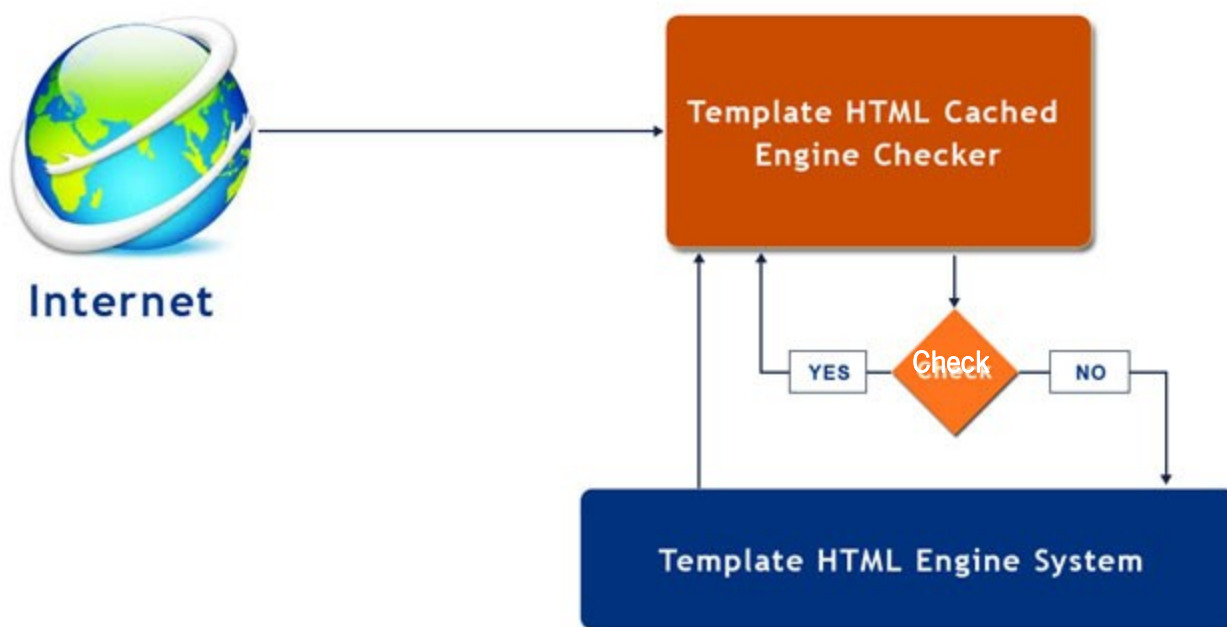 Template HTML Cached
Engine Checker
Internet
Check
YES
NO
Template HTML Engine System